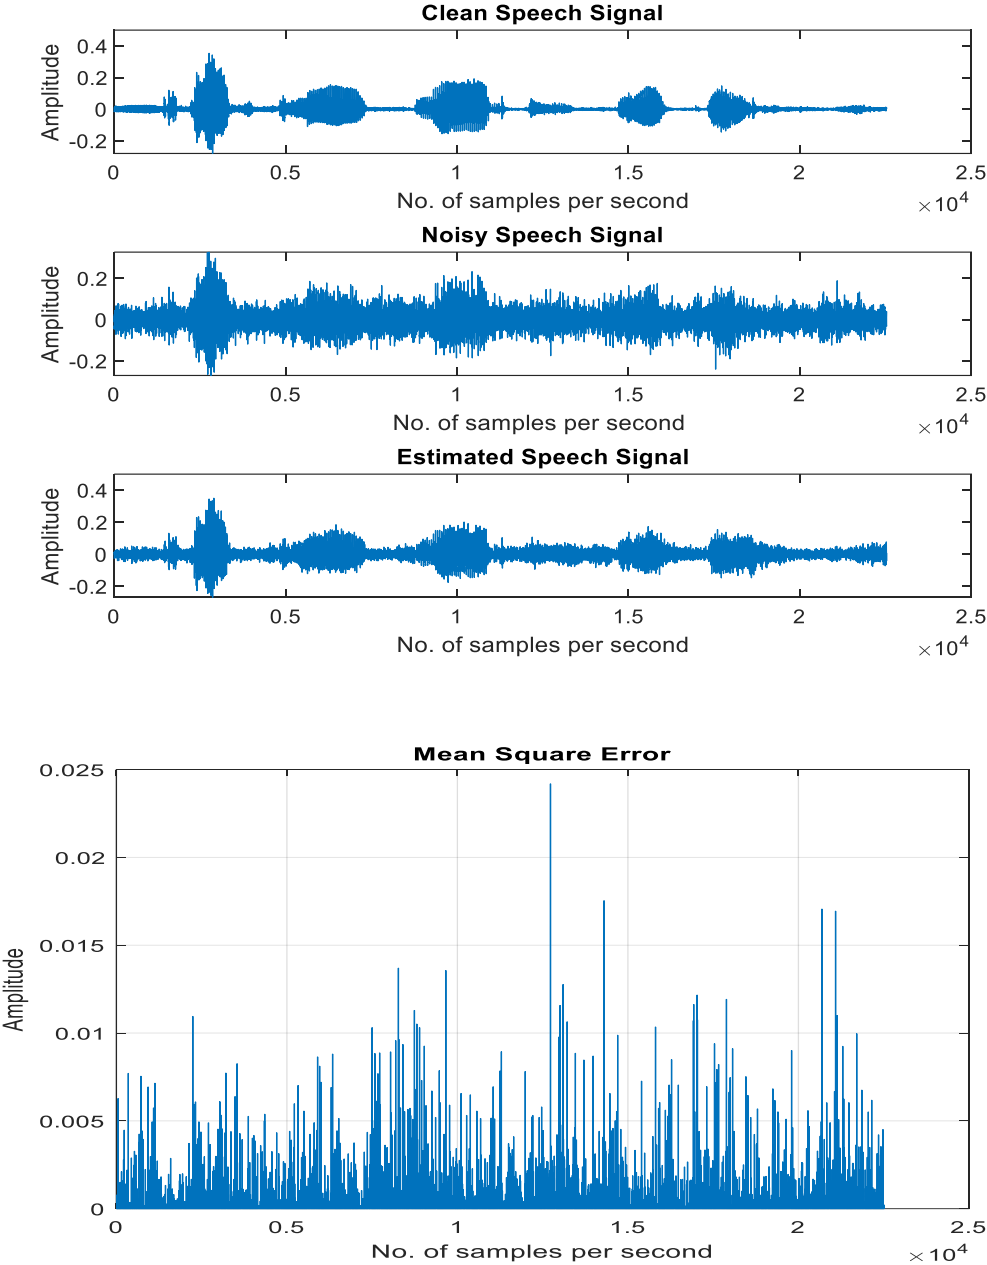 Clean Speech Signal
Amplitude
0.4
0.2
0
-0.2
0 0.5 1 1.5 2 2.5
No. of samples per second
×10^4
Noisy Speech Signal
Amplitude
0.2
0
-0.2
0 0.5 1 1.5 2 2.5
No. of samples per second
×10^4
Estimated Speech Signal
Amplitude
0.4
0.2
0
-0.2
0 0.5 1 1.5 2 2.5
No. of samples per second
×10^4
Mean Square Error
Amplitude
0.025
0.02
0.015
0.01
0.005
0
0 0.5 1 1.5 2 2.5
No. of samples per second
×10^4